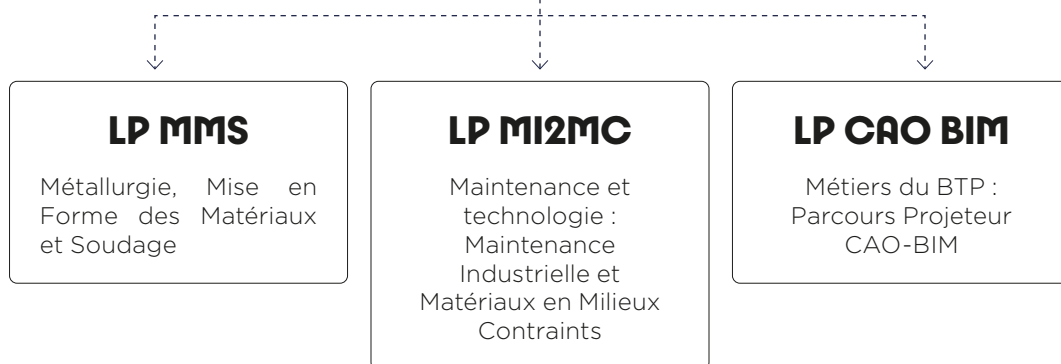 LP MMS
Métallurgie, Mise en
Forme des Matériaux
et Soudage
LP MI2MC
Maintenance et
technologie :
Maintenance
Industrielle et
Matériaux en Milieux
Contraints
LP CAO BIM
Métiers du BTP :
Parcours Projeteur
CAO-BIM